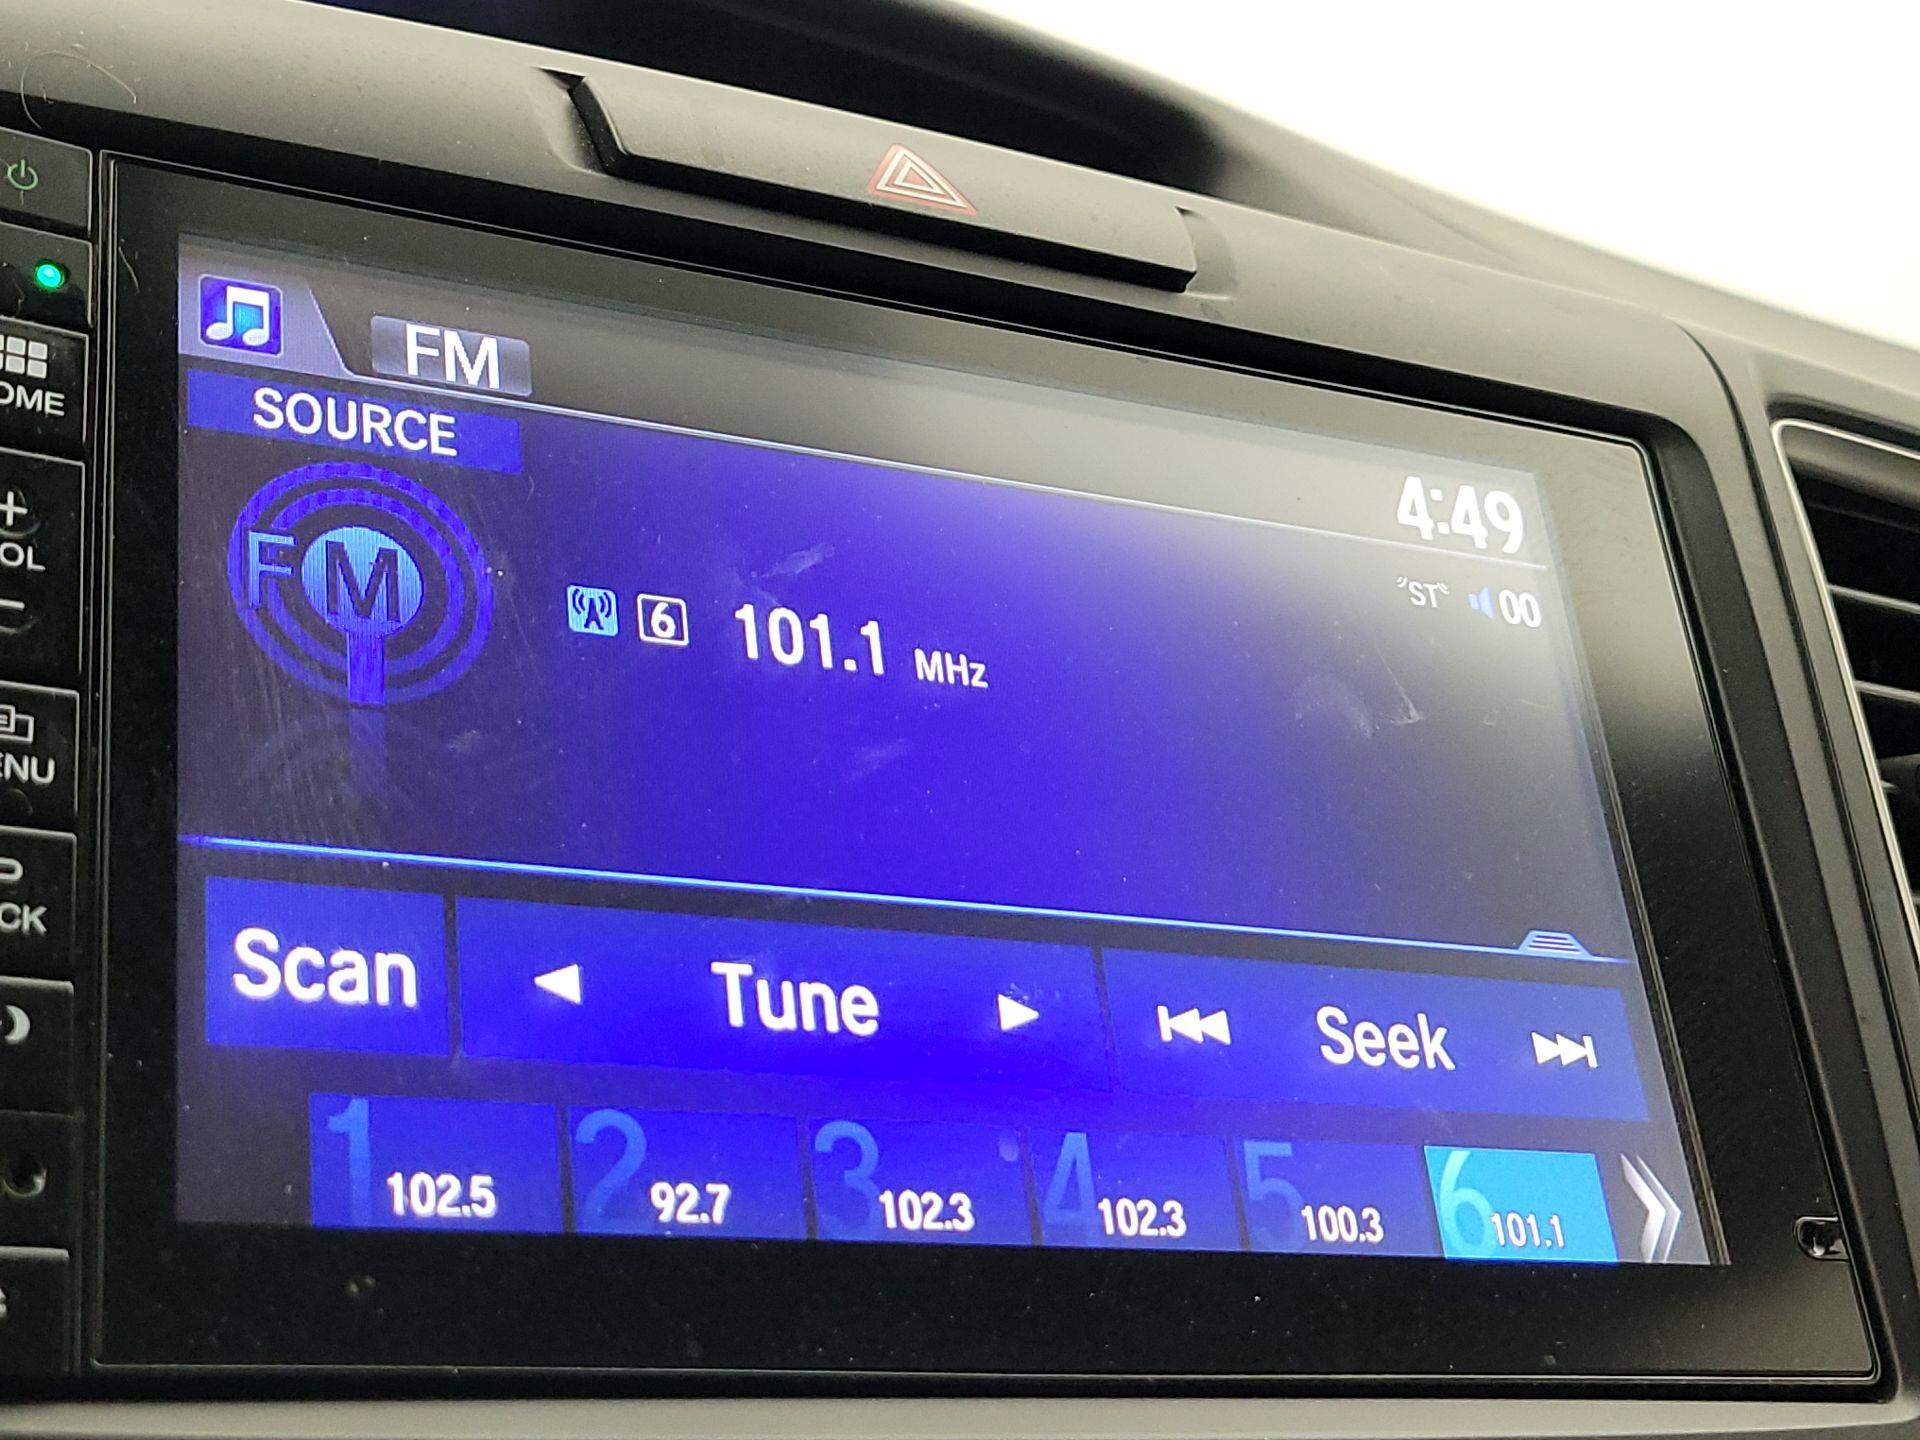 FM
SOURCE
4:49
FM
6 101.1 MHz
"ST" 00
OME
+
OL
ENU
CK
Scan Tune Seek
1 102.5 2 92.7 3 102.3 4 102.3 5 100.3 6 101.1